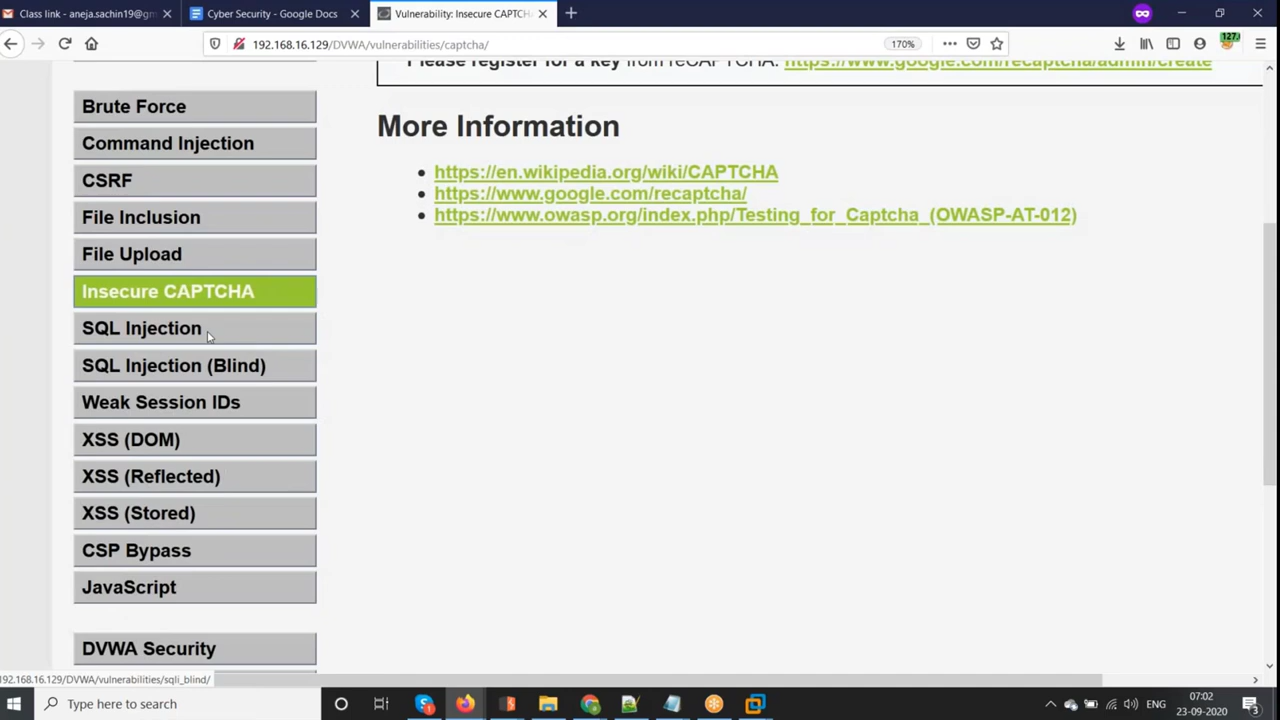 Class link - aneja.sachin19@gm
Cyber Security - Google Docs
Vulnerability: Insecure CAPTCH
192.168.16.129/DVWA/vulnerabilities/captcha/
170%
127.
Please register for a key from reCAPTCHA: https://www.google.com/recaptcha/admin/create
Brute Force
Command Injection
CSRF
File Inclusion
File Upload
Insecure CAPTCHA
SQL Injection
SQL Injection (Blind)
Weak Session IDs
XSS (DOM)
XSS (Reflected)
XSS (Stored)
CSP Bypass
JavaScript
DVWA Security
More Information
https://en.wikipedia.org/wiki/CAPTCHA
https://www.google.com/recaptcha/
https://www.owasp.org/index.php/Testing_for_Captcha_(OWASP-AT-012)
192.168.16.129/DVWA/vulnerabilities/sqli_blind/
Type here to search
ENG
07:02
23-09-2020
3